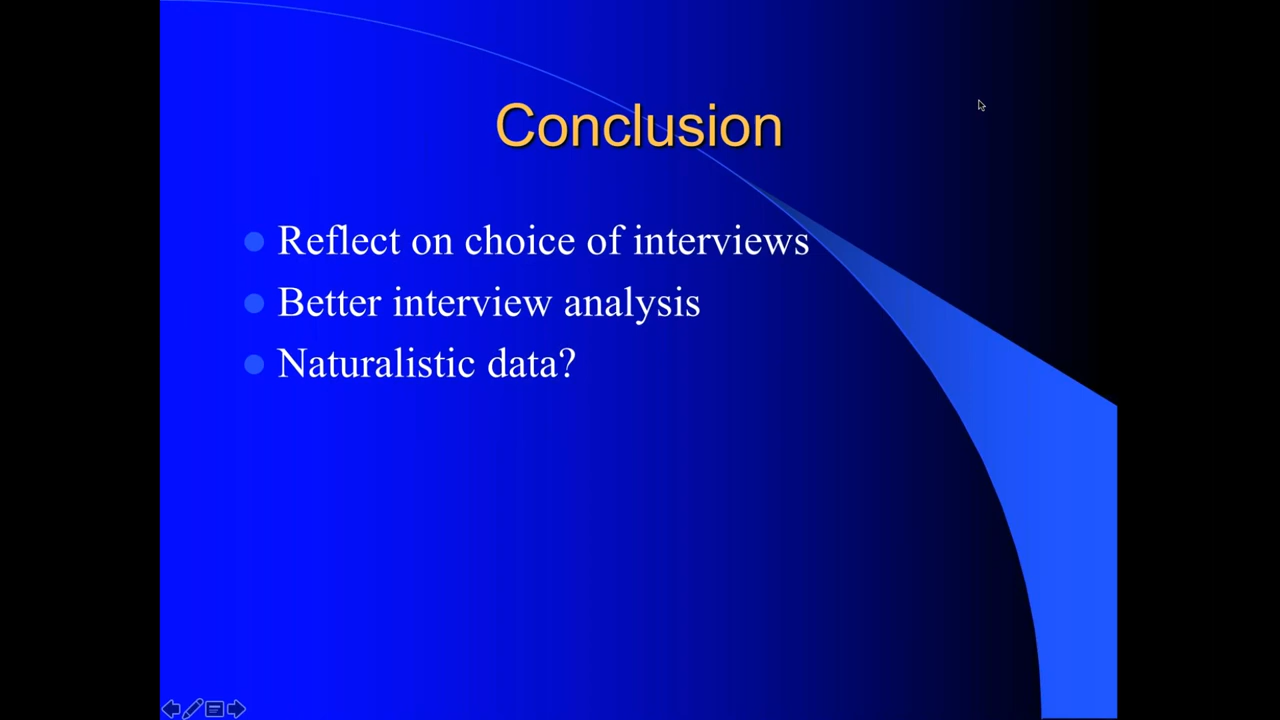 Conclusion
Reflect on choice of interviews
Better interview analysis
Naturalistic data?